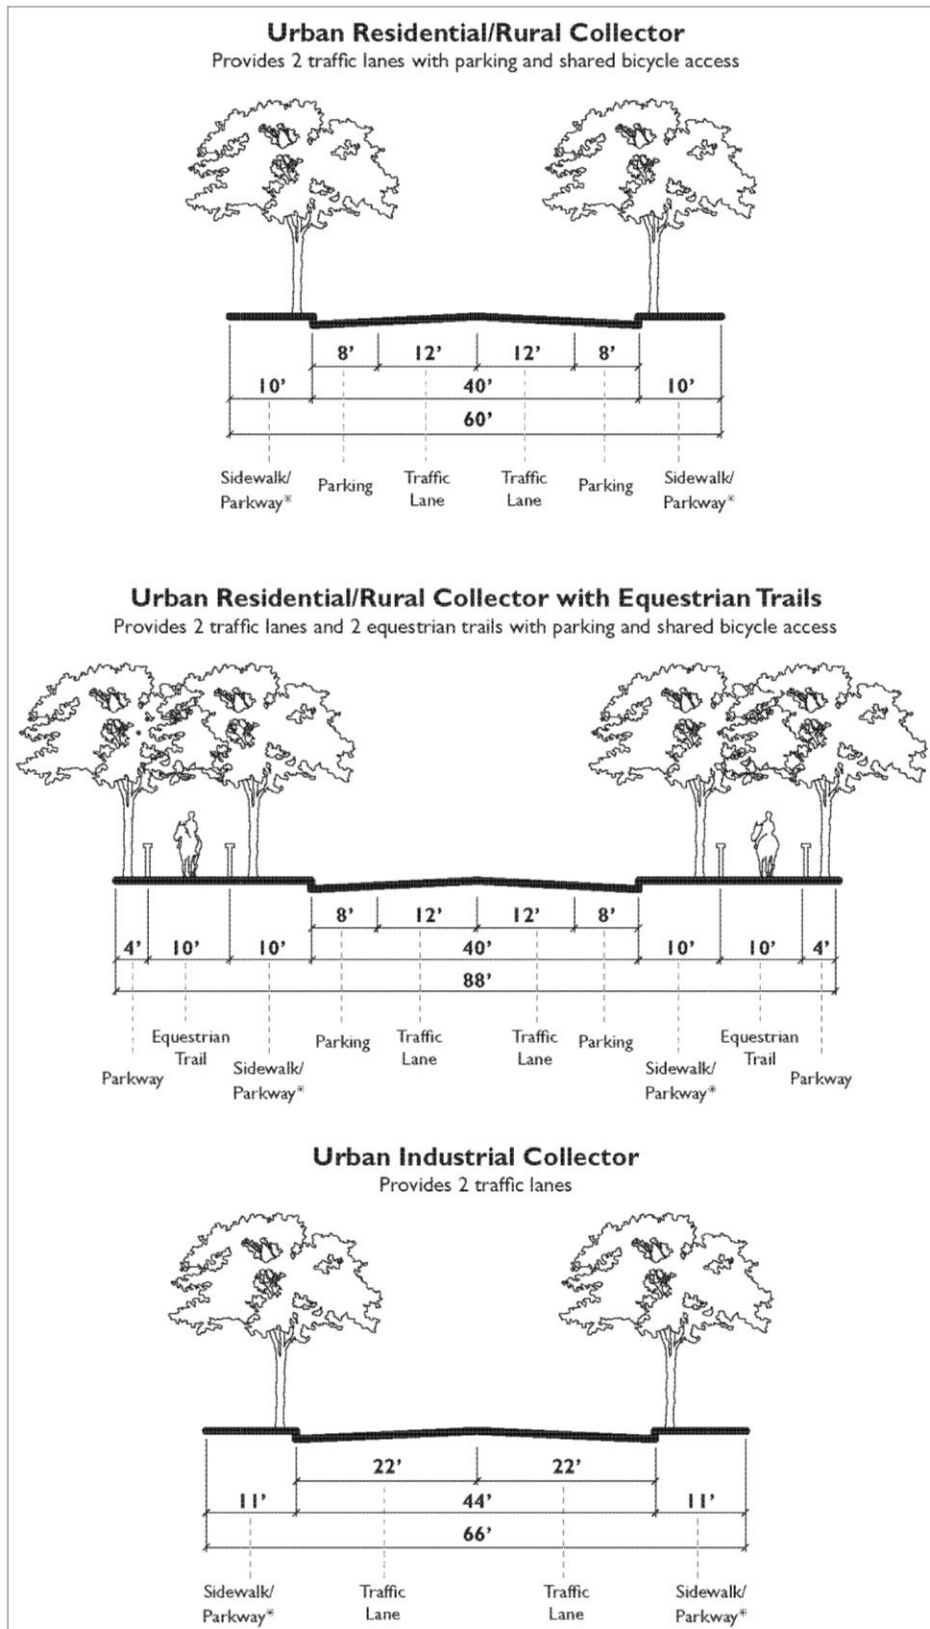 Urban Residential/Rural Collector
Provides 2 traffic lanes with parking and shared bicycle access
8’ 12’ 12’ 8’
10’ 40’ 10’
60’
Sidewalk/ Parking Traffic Traffic Parking Sidewalk/
Parkway* Lane Lane Parkway*
Urban Residential/Rural Collector with Equestrian Trails
Provides 2 traffic lanes and 2 equestrian trails with parking and shared bicycle access
8’ 12’ 12’ 8’
4’ 10’ 10’ 40’ 10’ 10’ 4’
88’
Equestrian Parking Traffic Traffic Parking Equestrian
Trail Lane Lane Trail
Parkway Sidewalk/ Sidewalk/ Parkway
Parkway* Parkway*
Urban Industrial Collector
Provides 2 traffic lanes
22’ 22’
11’ 44’ 11’
66’
Sidewalk/ Traffic Traffic Sidewalk/
Parkway* Lane Lane Parkway*